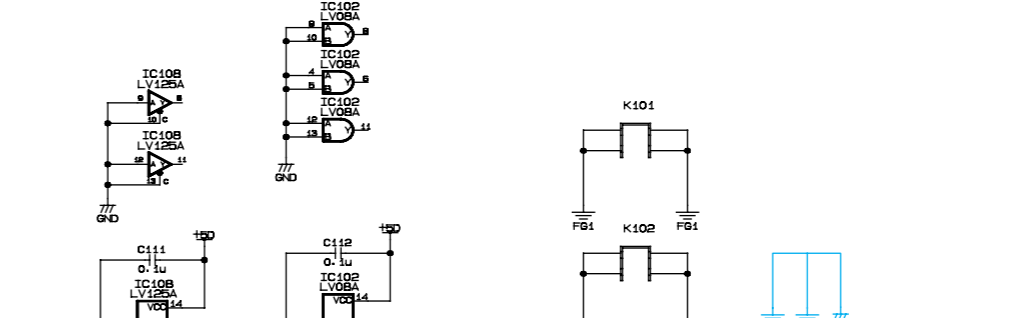 IC102
LV08A
9 A
10 B
Y 8
IC102
LV08A
4 A
5 B
Y 6
IC102
LV08A
12 A
13 B
Y 11
GND
IC108
LV125A
9 A Y 8
10 C
IC108
LV125A
12 A Y 11
13 C
GND
K101
FG1 FG1
K102
+5D
C111
0.1u
IC108
LV125A
VCC 14
+5D
C112
0.1u
IC102
LV08A
VCC 14